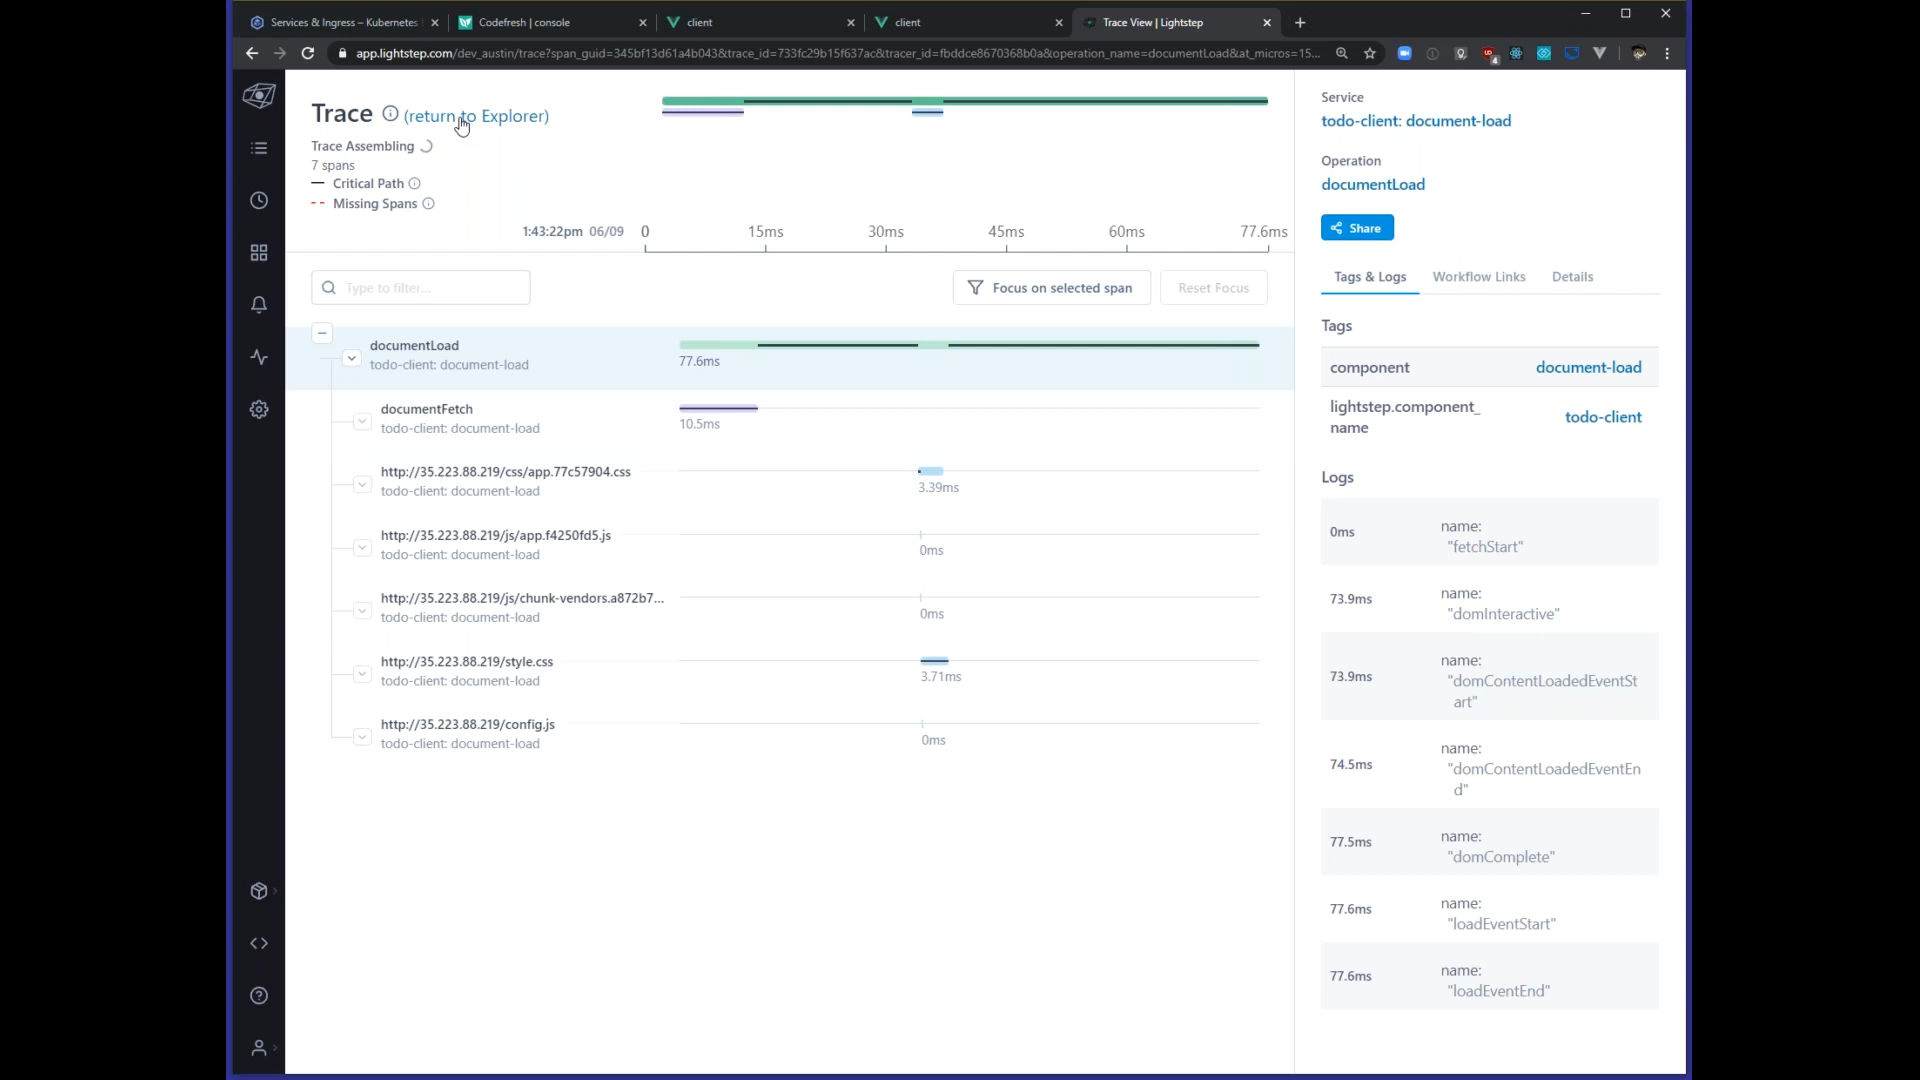 Services & Ingress – Kubernetes
Codefresh | console
client
client
Trace View | Lightstep
app.lightstep.com/dev_austin/trace?span_guid=345bf13d61a4b043&trace_id=733fc29b15f637ac&tracer_id=fbddce8670368b0a&operation_name=documentLoad&at_micros=15...
4
Trace (return to Explorer)
Trace Assembling
7 spans
Critical Path
Missing Spans
1:43:22pm 06/09
0 15ms 30ms 45ms 60ms 77.6ms
Type to filter...
Focus on selected span
Reset Focus
documentLoad
todo-client: document-load
77.6ms
documentFetch
todo-client: document-load
10.5ms
http://35.223.88.219/css/app.77c57904.css
todo-client: document-load
3.39ms
http://35.223.88.219/js/app.f4250fd5.js
todo-client: document-load
0ms
http://35.223.88.219/js/chunk-vendors.a872b7...
todo-client: document-load
0ms
http://35.223.88.219/style.css
todo-client: document-load
3.71ms
http://35.223.88.219/config.js
todo-client: document-load
0ms
Service
todo-client: document-load
Operation
documentLoad
Share
Tags & Logs Workflow Links Details
Tags
component document-load
lightstep.component_
name
todo-client
Logs
0ms name:
"fetchStart"
73.9ms name:
"domInteractive"
73.9ms name:
"domContentLoadedEventSt
art"
74.5ms name:
"domContentLoadedEventEn
d"
77.5ms name:
"domComplete"
77.6ms name:
"loadEventStart"
77.6ms name:
"loadEventEnd"